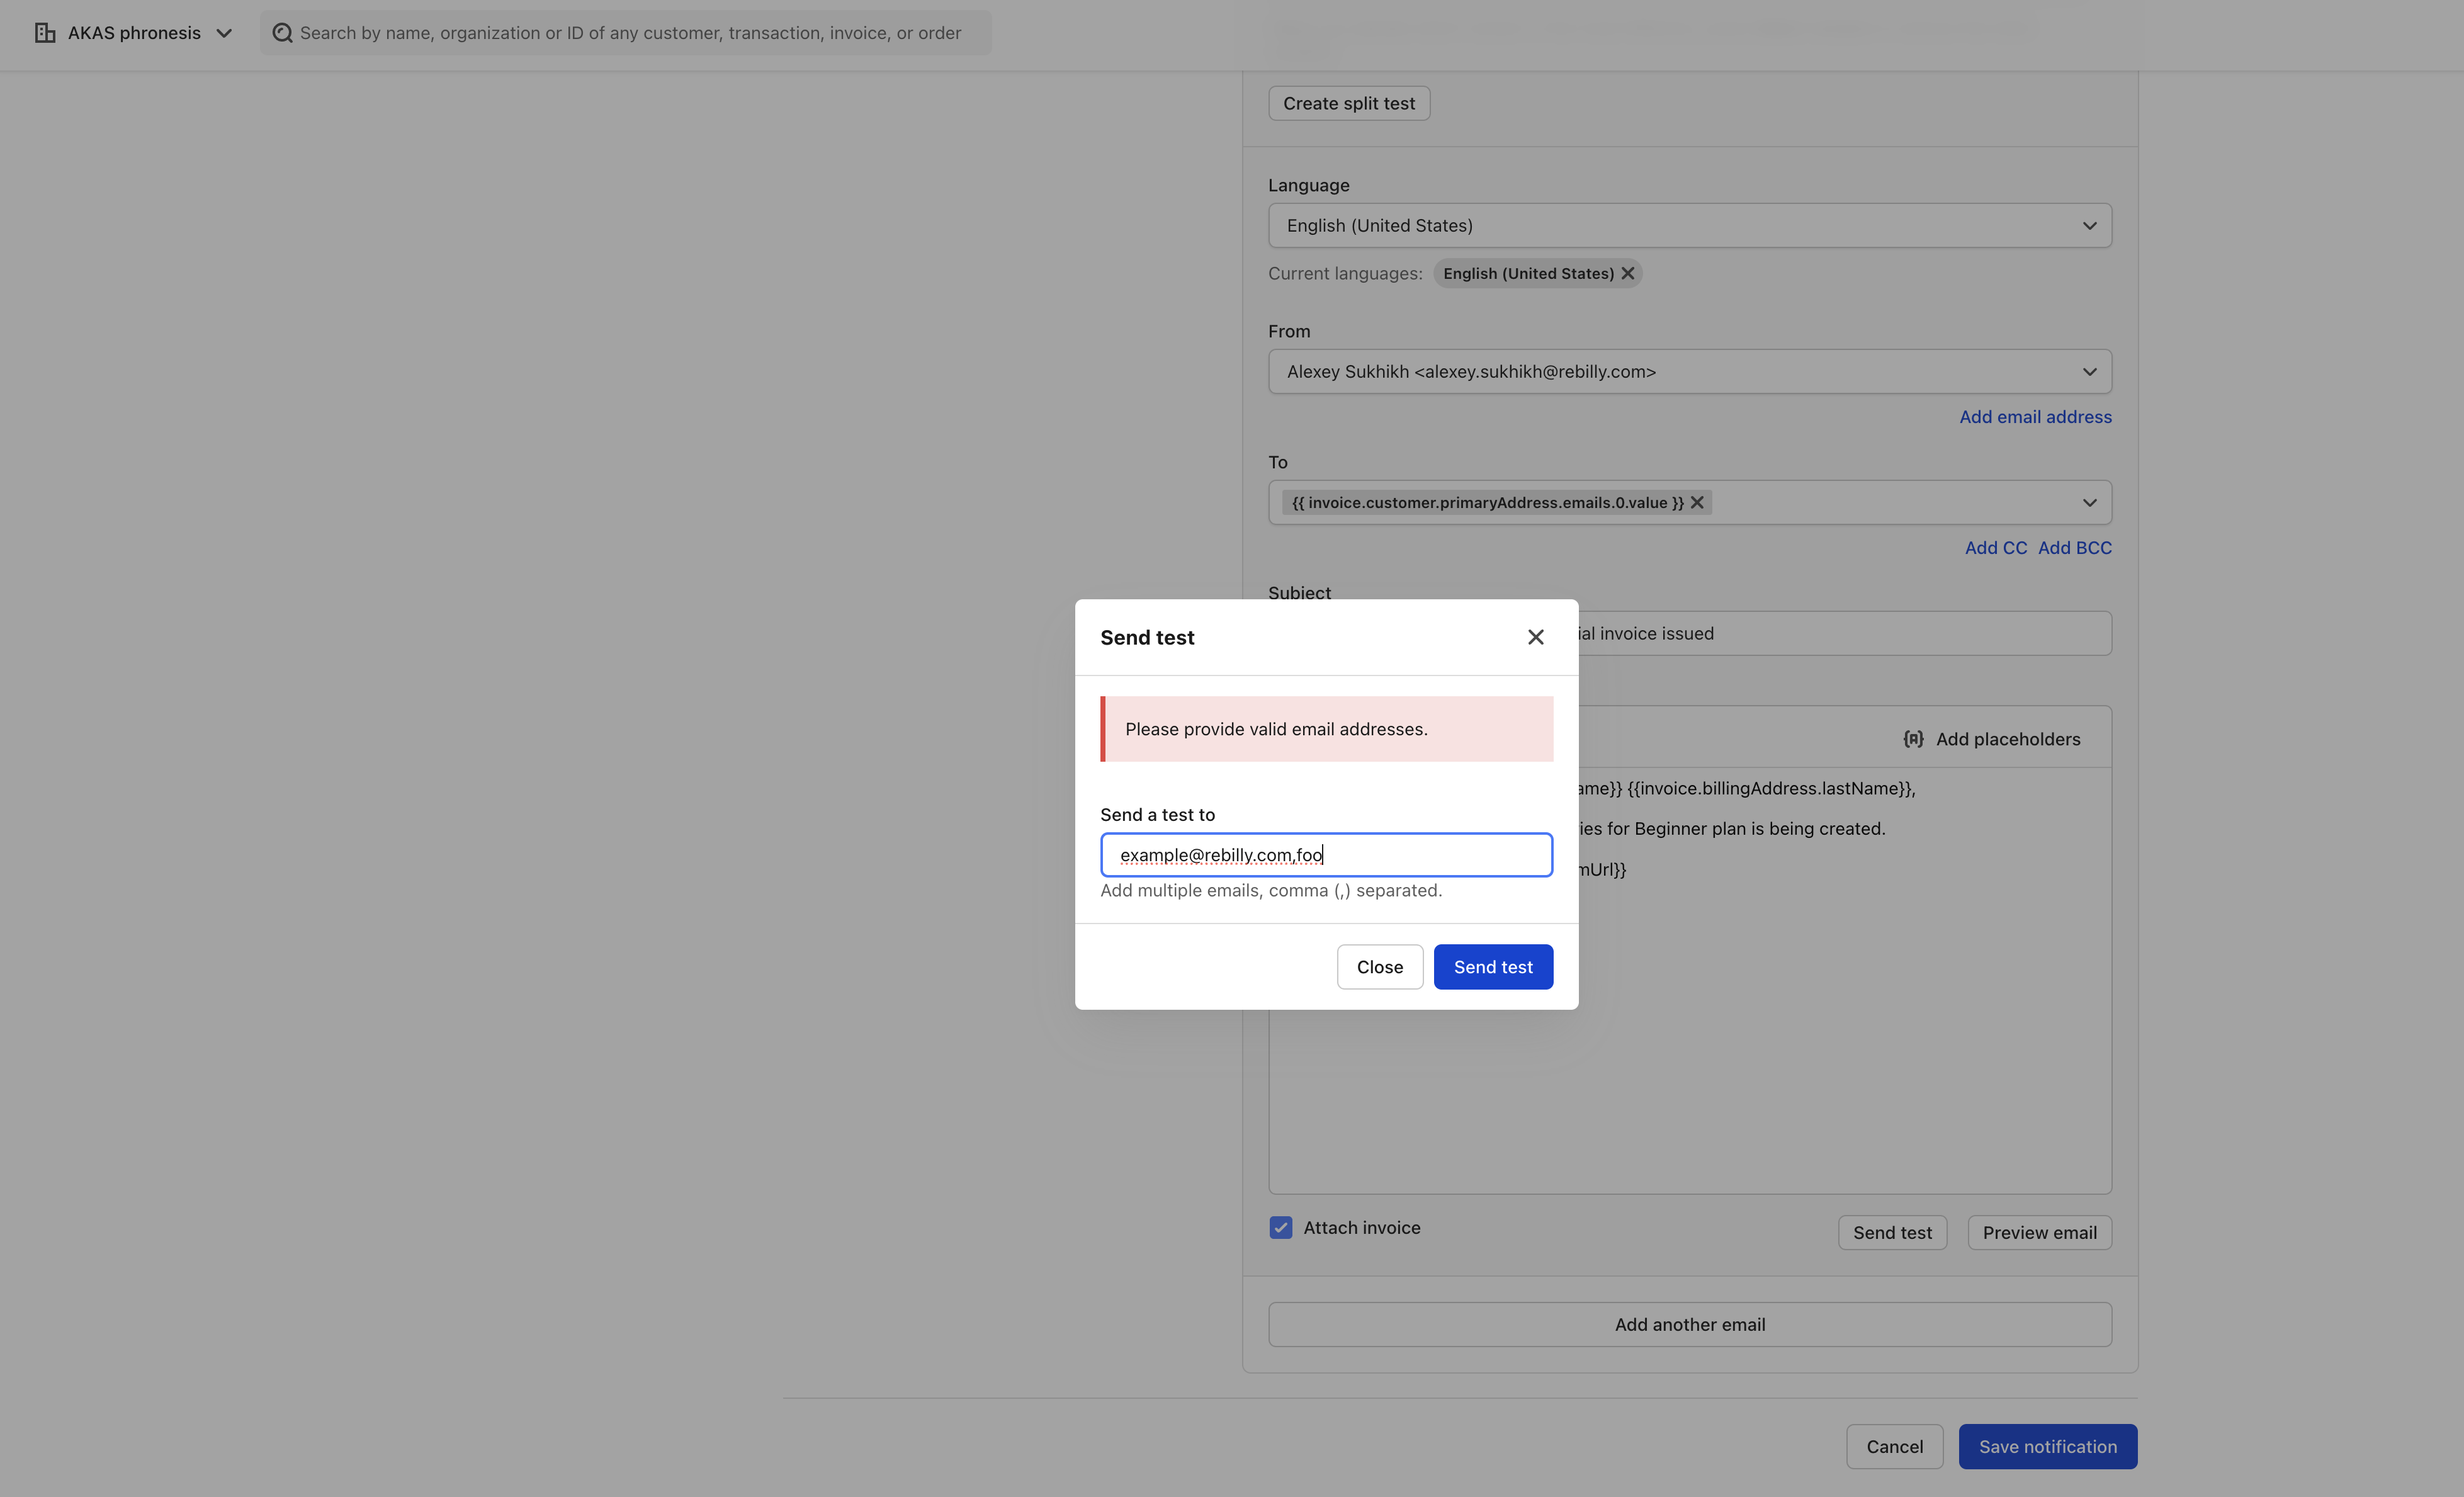 AKAS phronesis
Search by name, organization or ID of any customer, transaction, invoice, or order
Create split test
Language
English (United States)
Current languages: English (United States)
From
Alexey Sukhikh <alexey.sukhikh@rebilly.com>
Add email address
To
{{ invoice.customer.primaryAddress.emails.0.value }}
Add CC Add BCC
Subject
ial invoice issued
Add placeholders
ame}} {{invoice.billingAddress.lastName}},
ies for Beginner plan is being created.
mUrl}}
Send test
Please provide valid email addresses.
Send a test to
example@rebilly.com,foo
Add multiple emails, comma (,) separated.
Close
Send test
Attach invoice
Send test
Preview email
Add another email
Cancel
Save notification